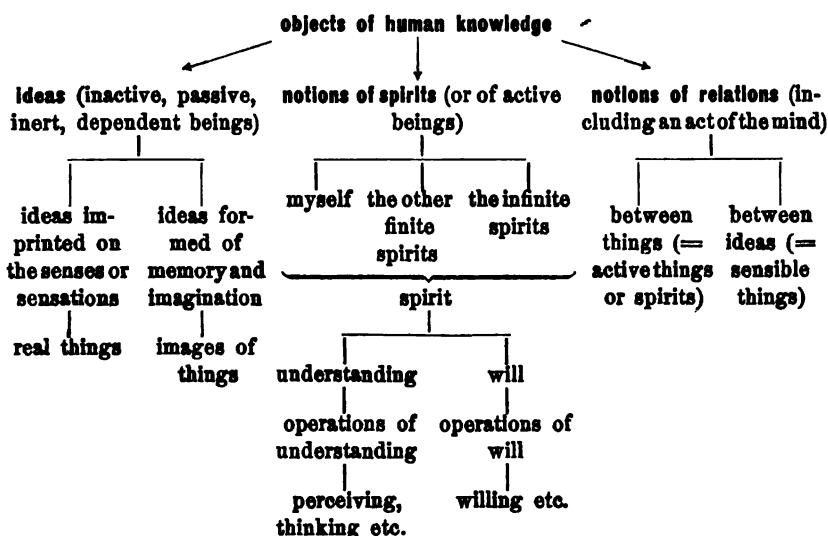 objects of human knowledge
ideas (inactive, passive,
inert, dependent beings)
notions of spirits (or of active
beings)
notions of relations (in-
cluding an act of the mind)
ideas im-
printed on
the senses or
sensations
real things
ideas for-
med of
memory and
imagination
images of
things
myself
the other
finite
spirits
the infinite
spirits
spirit
understanding
operations of
understanding
perceiving,
thinking etc.
will
operations of
will
willing etc.
between
things (=
active things
or spirits)
between
ideas (=
sensible
things)